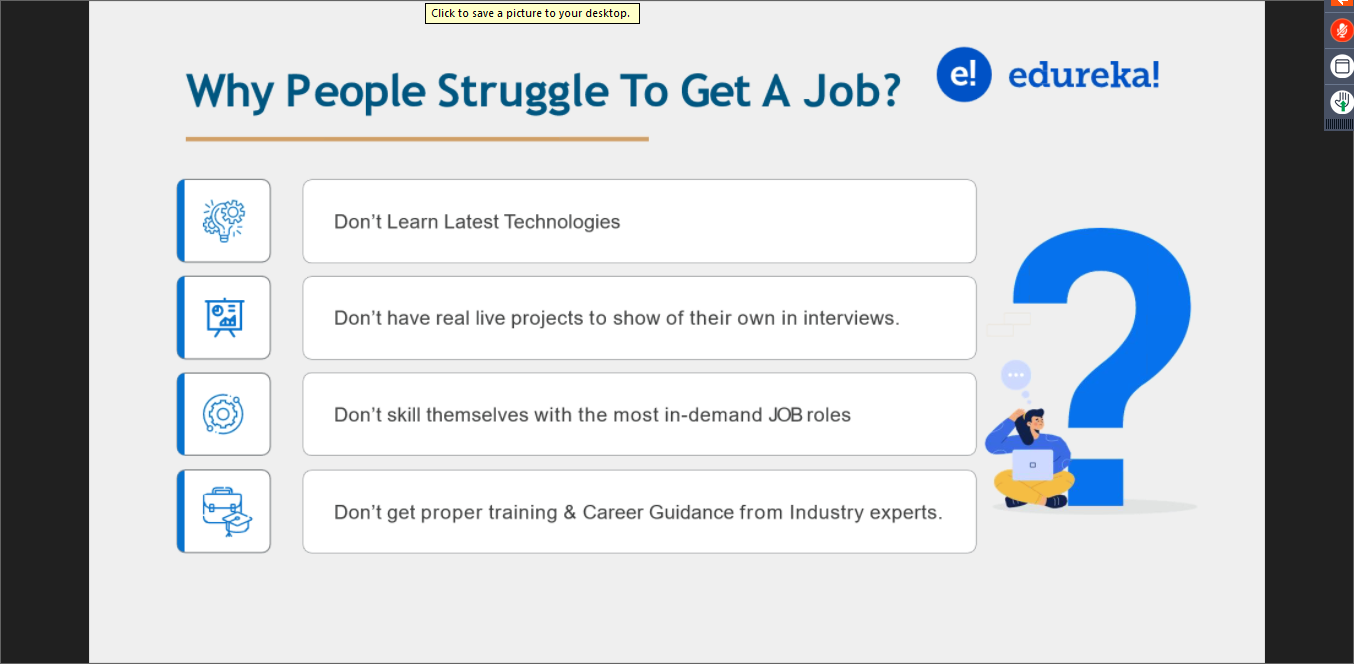 Click to save a picture to your desktop.
Why People Struggle To Get A Job?
e! edureka!
Don't Learn Latest Technologies
Don't have real live projects to show of their own in interviews.
Don't skill themselves with the most in-demand JOB roles
Don't get proper training & Career Guidance from Industry experts.